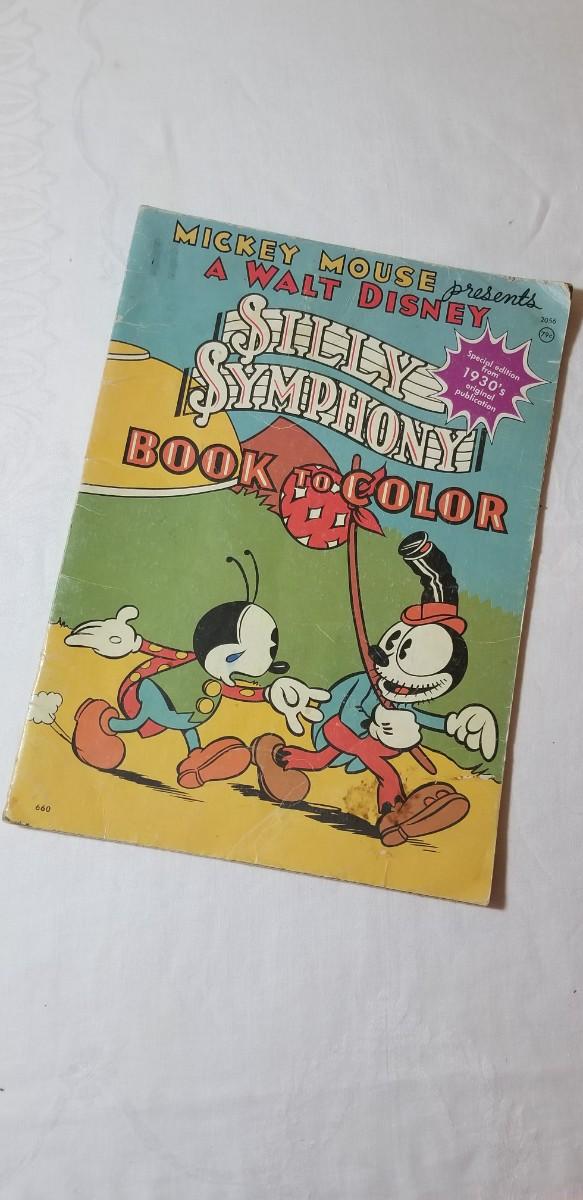 MICKEY MOUSE presents
A WALT DISNEY
SILLY
SYMPHONY
BOOK TO COLOR
2056
79¢
Special edition
from
1930's
original
publication
660